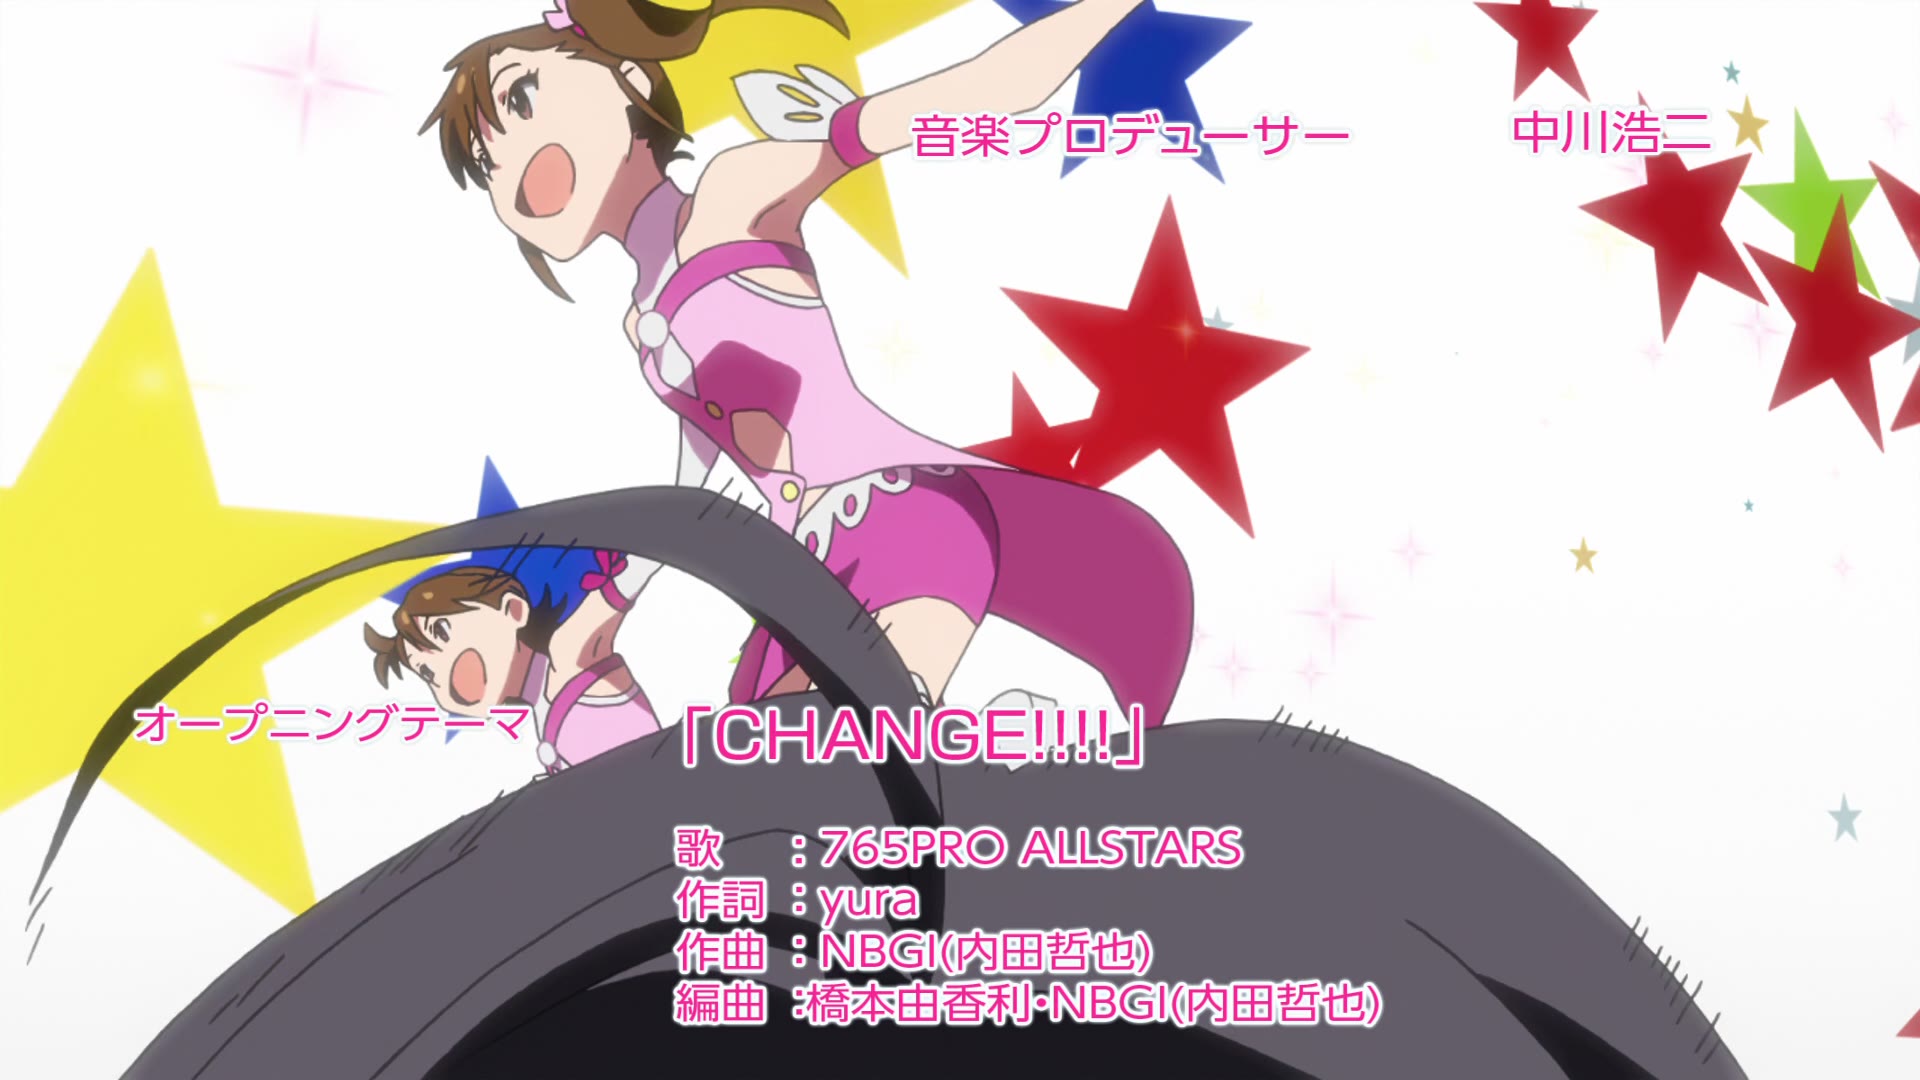 音楽プロデューサー 中川浩二
オープニングテーマ 「CHANGE!!!!」
歌 : 765PRO ALLSTARS
作詞 : yura
作曲 : NBGI(内田哲也)
編曲 : 橋本由香利・NBGI(内田哲也)